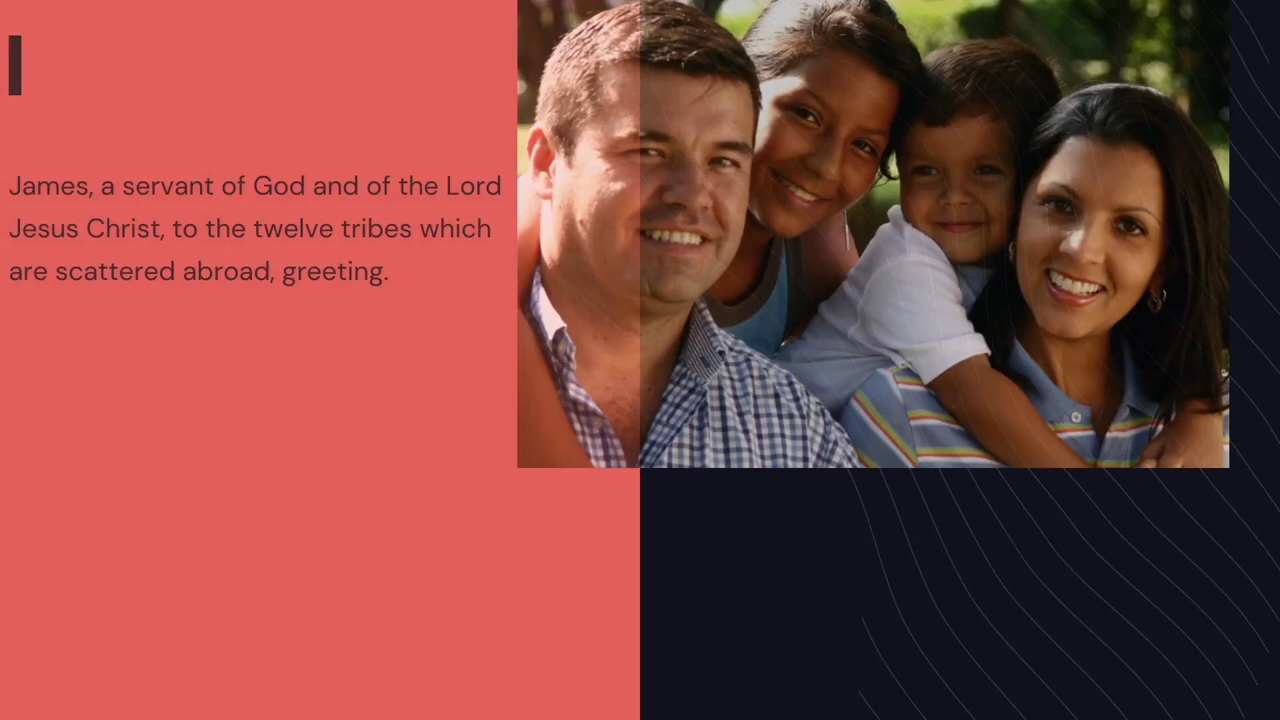 I
James, a servant of God and of the Lord
Jesus Christ, to the twelve tribes which
are scattered abroad, greeting.